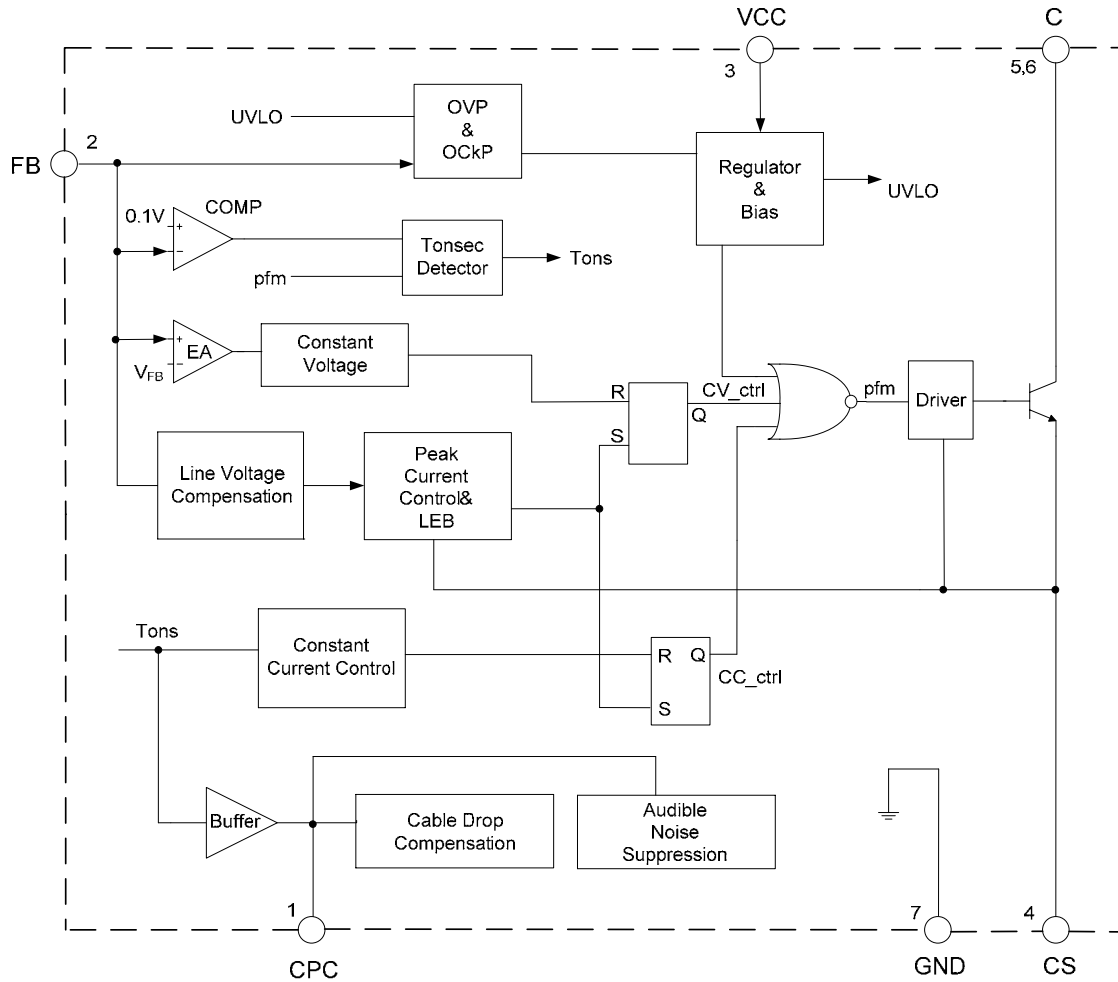 VCC
C
3
5,6
FB
2
UVLO
OVP
&
OCkP
Regulator
&
Bias
UVLO
0.1V
COMP
+
−
pfm
Tonsec
Detector
Tons
+
−
EA
VFB
Constant
Voltage
R
S
Q
CV_ctrl
pfm
Driver
Line Voltage
Compensation
Peak
Current
Control&
LEB
Tons
Constant
Current Control
R
Q
S
CC_ctrl
Buffer
Cable Drop
Compensation
Audible
Noise
Suppression
1
7
4
CPC
GND
CS